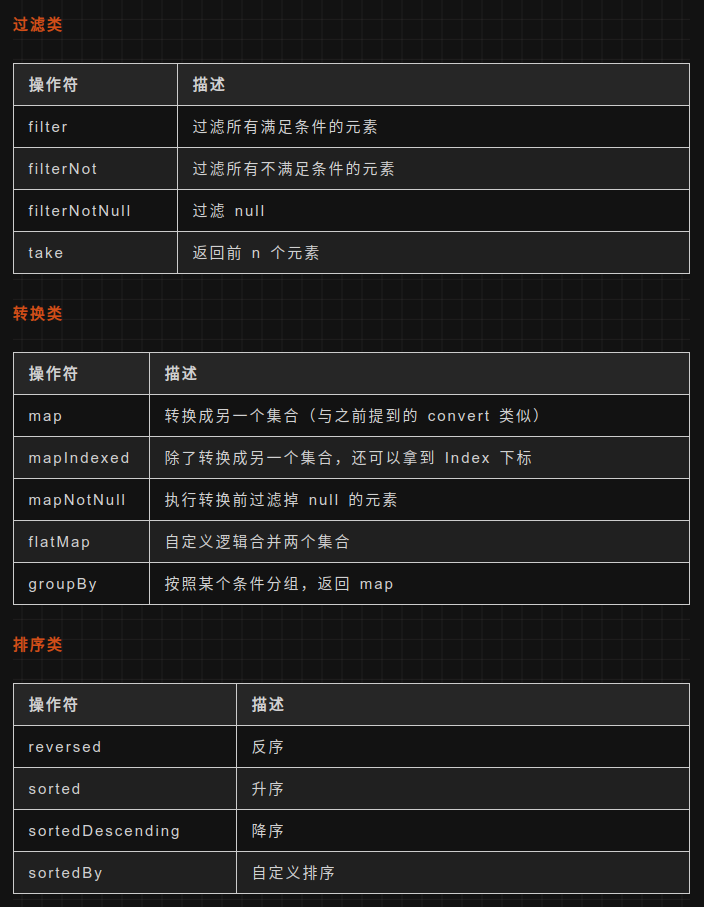 过滤类
操作符 描述
filter 过滤所有满足条件的元素
filterNot 过滤所有不满足条件的元素
filterNotNull 过滤 null
take 返回前 n 个元素
转换类
操作符 描述
map 转换成另一个集合（与之前提到的 convert 类似）
mapIndexed 除了转换成另一个集合，还可以拿到 Index 下标
mapNotNull 执行转换前过滤掉 null 的元素
flatMap 自定义逻辑合并两个集合
groupBy 按照某个条件分组，返回 map
排序类
操作符 描述
reversed 反序
sorted 升序
sortedDescending 降序
sortedBy 自定义排序